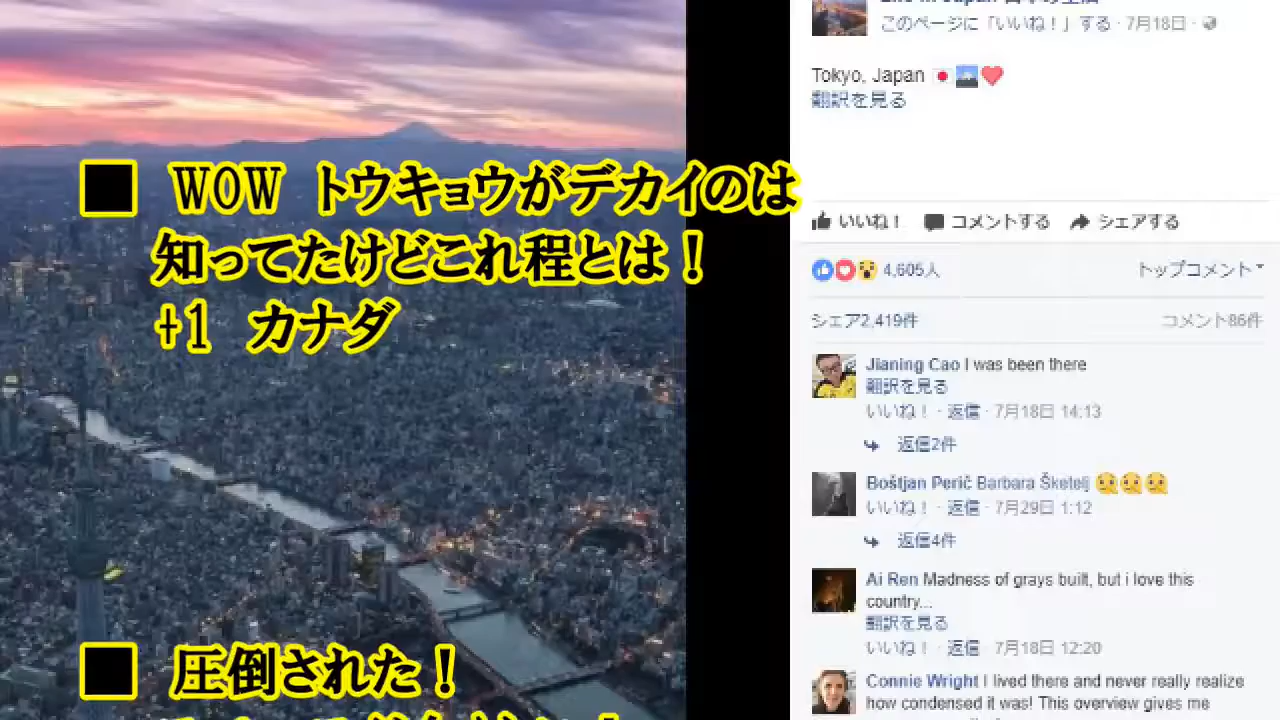 ■ WOW トウキョウがデカイのは
知ってたけどこれ程とは！
+1 カナダ
■ 圧倒された！
このページに「いいね！」する · 7月18日 ·
Tokyo, Japan 🇯🇵🗻❤️
翻訳を見る
いいね！ コメントする シェアする
4,605人 トップコメント
シェア2,419件 コメント86件
Jianing Cao I was been there
翻訳を見る
いいね！ · 返信 · 7月18日 14:13
返信2件
Boštjan Perič Barbara Šketelj
いいね！ · 返信 · 7月29日 1:12
返信4件
Ai Ren Madness of grays built, but i love this
country...
翻訳を見る
いいね！ · 返信 · 7月18日 12:20
Connie Wright I lived there and never really realize
how condensed it was! This overview gives me